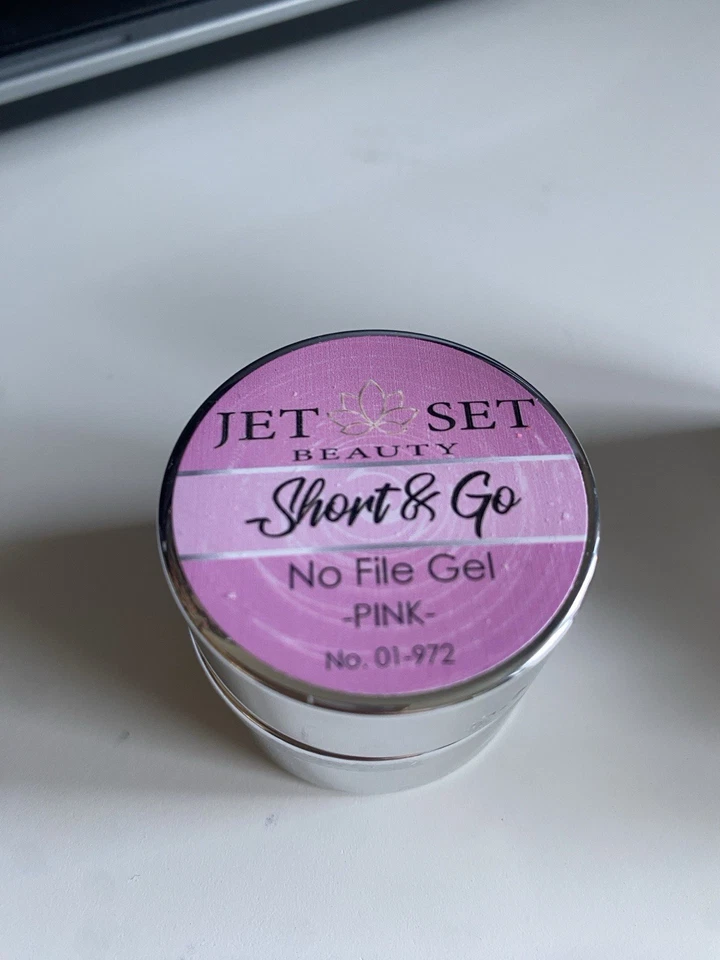 JET SET
BEAUTY
Short & Go
No File Gel
-PINK-
No. 01-972